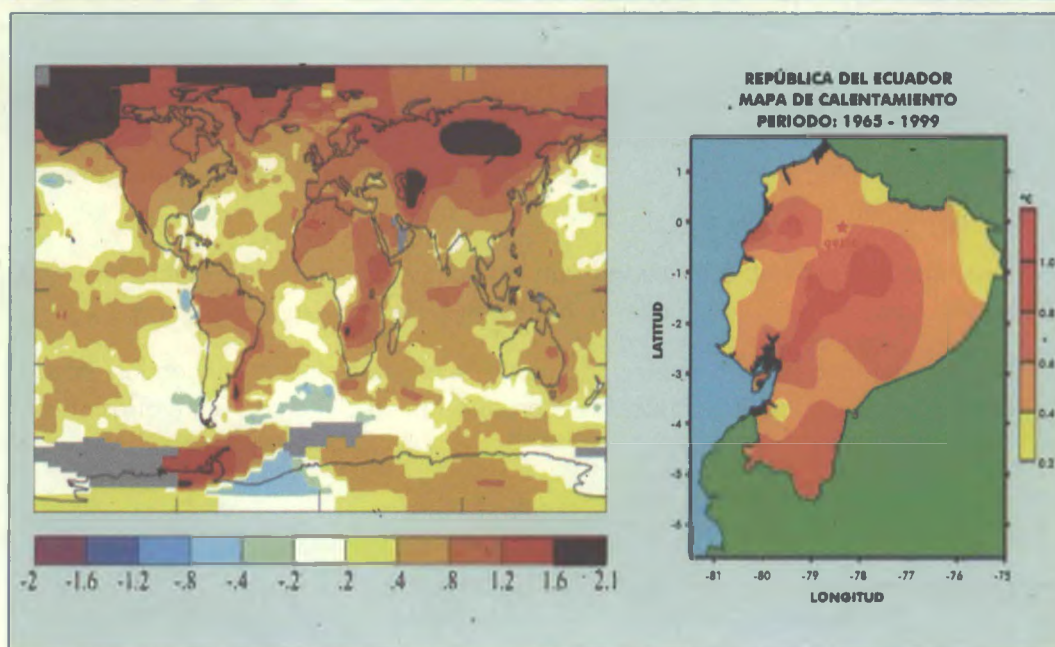 -2 -1.6 -1.2 -.8 -.4 -.2 .2 .4 .8 1.2 1.6 2.1
REPÚBLICA DEL ECUADOR
MAPA DE CALENTAMIENTO
PERIODO: 1965 - 1999
LATITUD
1
0
-1
-2
-3
-4
-5
-6
-81 -80 -79 -78 -77 -76 -75
LONGITUD
1.0
0.8
0.6
0.4
0.2